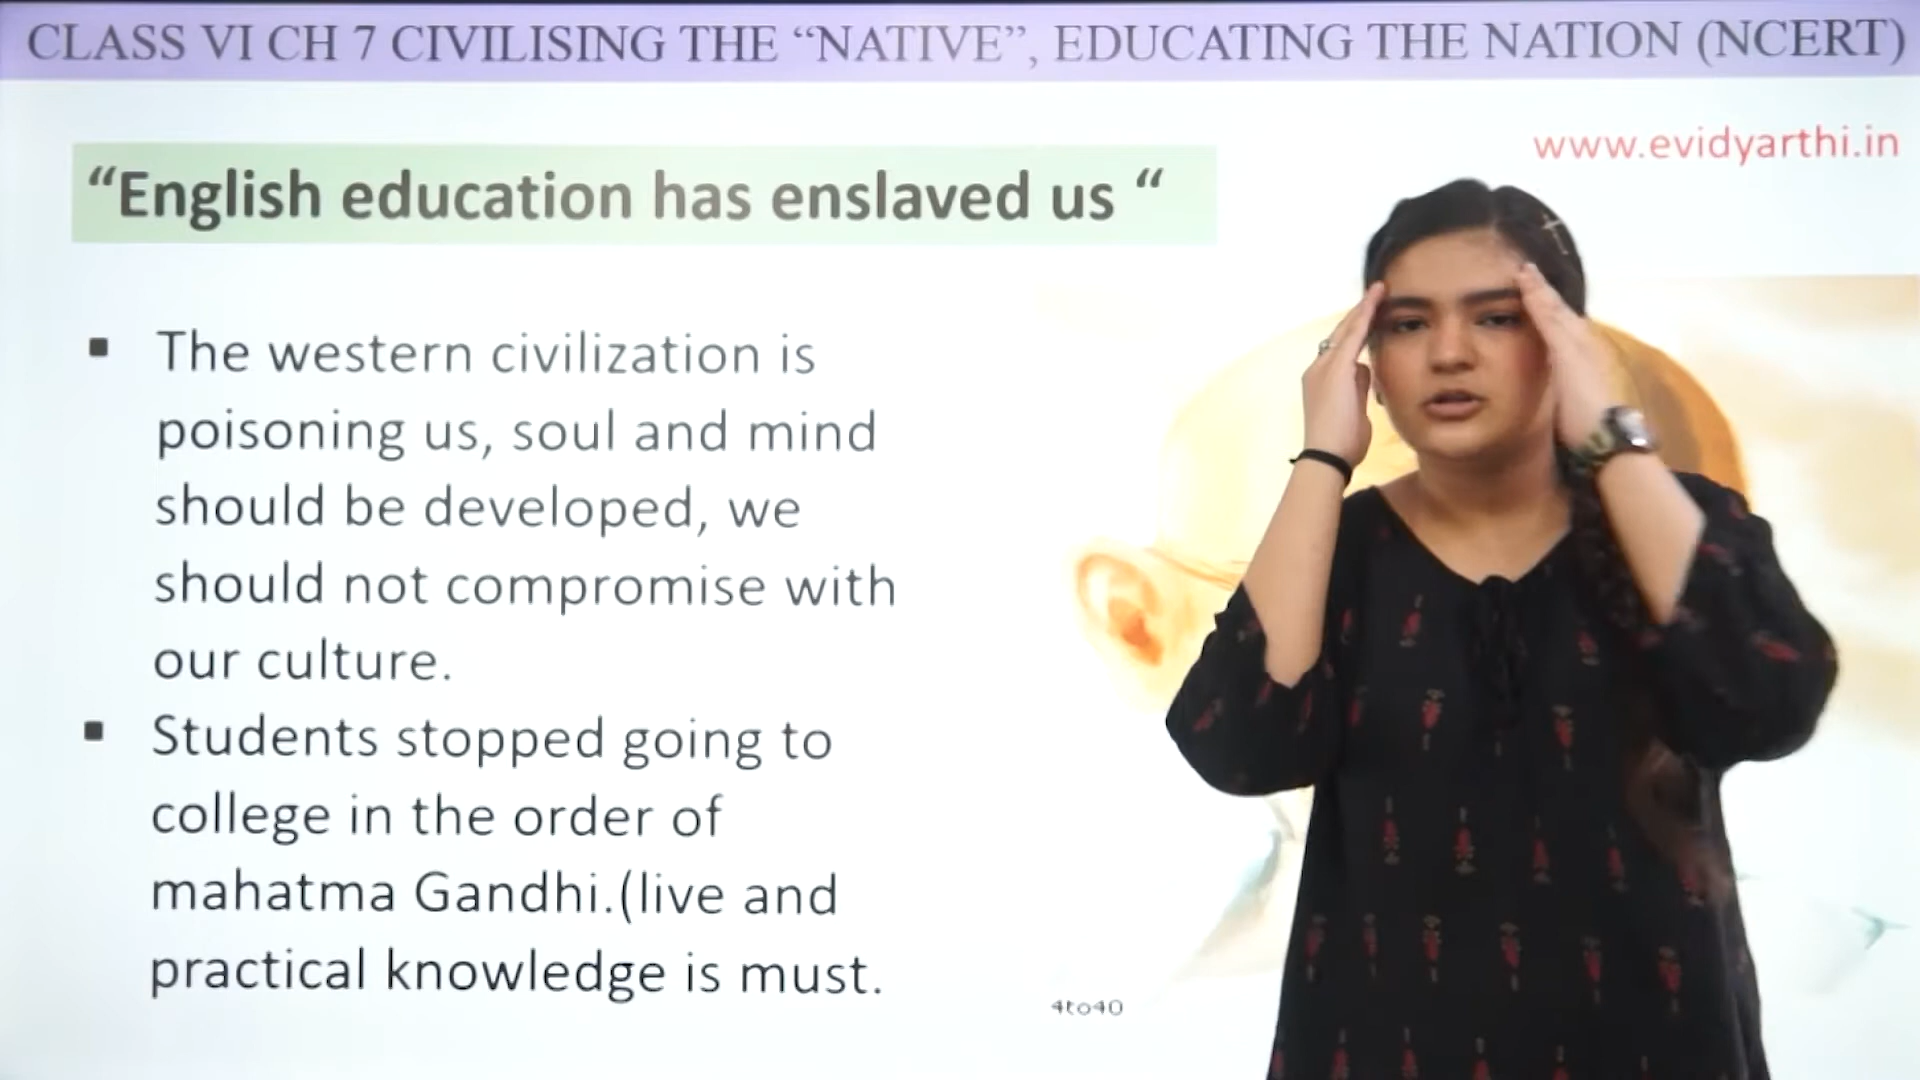 CLASS VI CH 7 CIVILISING THE “NATIVE”, EDUCATING THE NATION (NCERT)
www.evidyarthi.in
“English education has enslaved us “
▪ The western civilization is
poisoning us, soul and mind
should be developed, we
should not compromise with
our culture.
▪ Students stopped going to
college in the order of
mahatma Gandhi.(live and
practical knowledge is must.
4to40